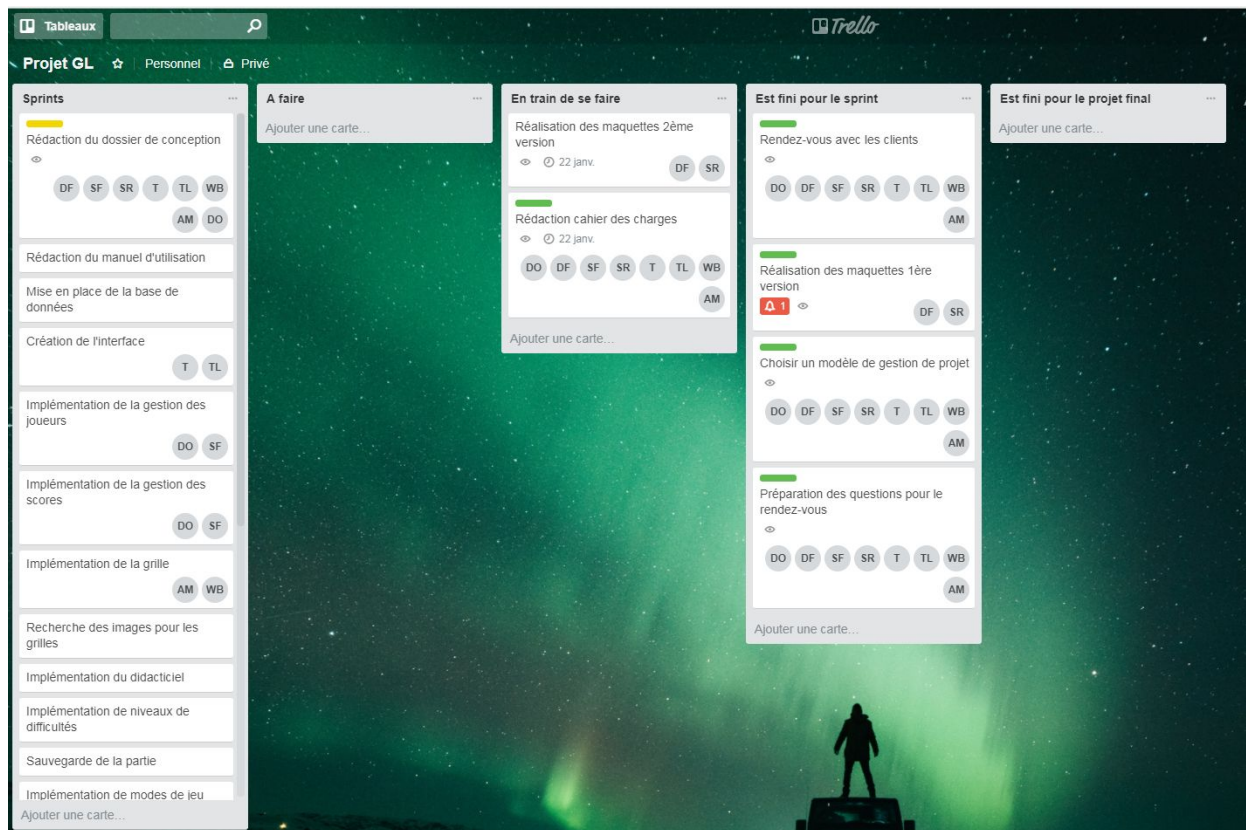 Tableaux
Trello
Projet GL
Personnel
Privé
Sprints
Rédaction du dossier de conception
DF SF SR T TL WB
AM DO
Rédaction du manuel d'utilisation
Mise en place de la base de
données
Création de l'interface
T TL
Implémentation de la gestion des
joueurs
DO SF
Implémentation de la gestion des
scores
DO SF
Implémentation de la grille
AM WB
Recherche des images pour les
grilles
Implémentation du didacticiel
Implémentation de niveaux de
difficultés
Sauvegarde de la partie
Implémentation de modes de jeu
Ajouter une carte...
A faire
Ajouter une carte...
En train de se faire
Réalisation des maquettes 2ème
version
22 janv.
DF SR
Rédaction cahier des charges
22 janv.
DO DF SF SR T TL WB
AM
Ajouter une carte...
Est fini pour le sprint
Rendez-vous avec les clients
DO DF SF SR T TL WB
AM
Réalisation des maquettes 1ère
version
1
DF SR
Choisir un modèle de gestion de projet
DO DF SF SR T TL WB
AM
Préparation des questions pour le
rendez-vous
DO DF SF SR T TL WB
AM
Ajouter une carte...
Est fini pour le projet final
Ajouter une carte...